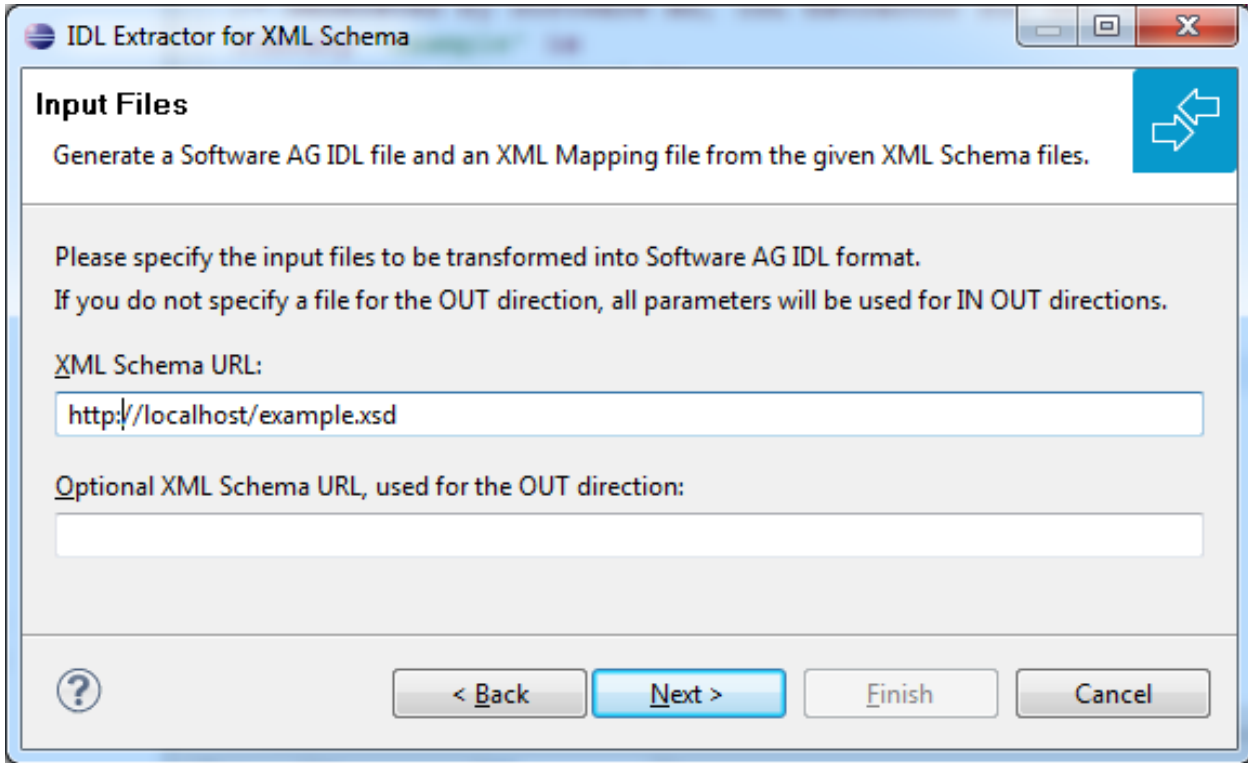 IDL Extractor for XML Schema
Input Files
Generate a Software AG IDL file and an XML Mapping file from the given XML Schema files.
Please specify the input files to be transformed into Software AG IDL format.
If you do not specify a file for the OUT direction, all parameters will be used for IN OUT directions.
XML Schema URL:
http://localhost/example.xsd
Optional XML Schema URL, used for the OUT direction:
< Back Next > Finish Cancel